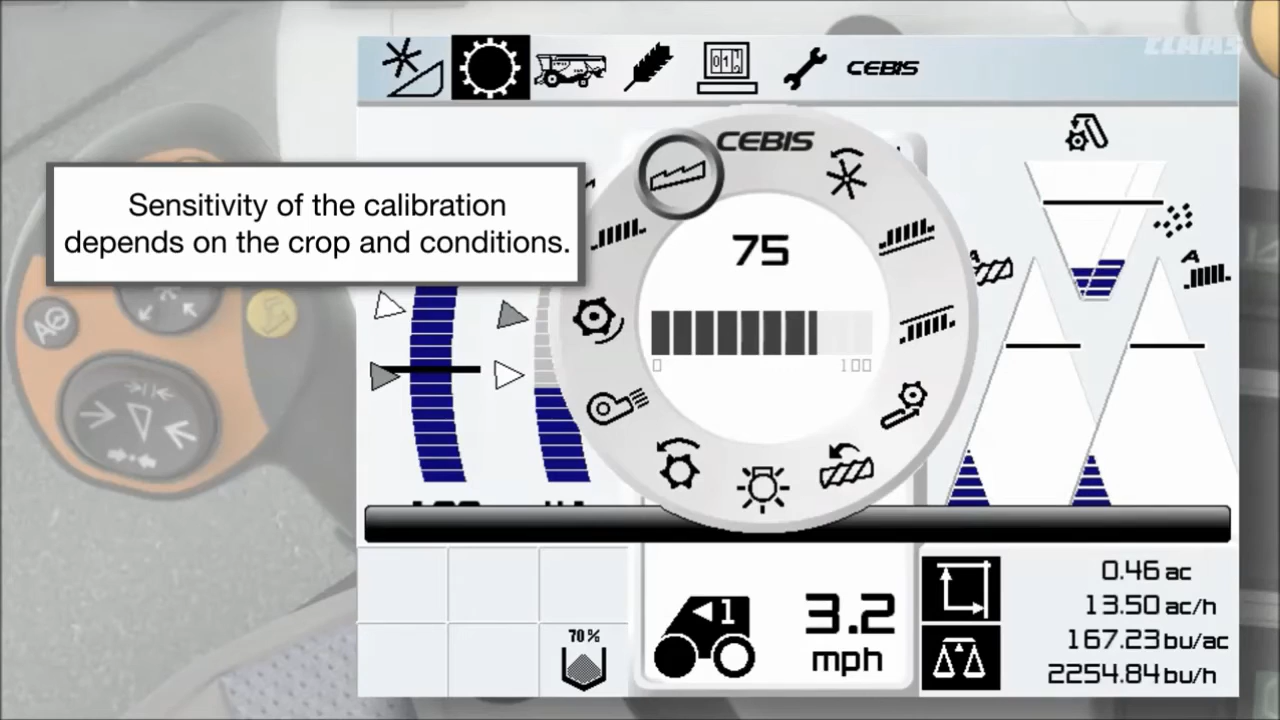 CLAAS
CEBIS
CEBIS
Sensitivity of the calibration
depends on the crop and conditions.
75
0 100
A
A
1
3.2
mph
70%
0.46 ac
13.50 ac/h
167.23 bu/ac
2254.84 bu/h